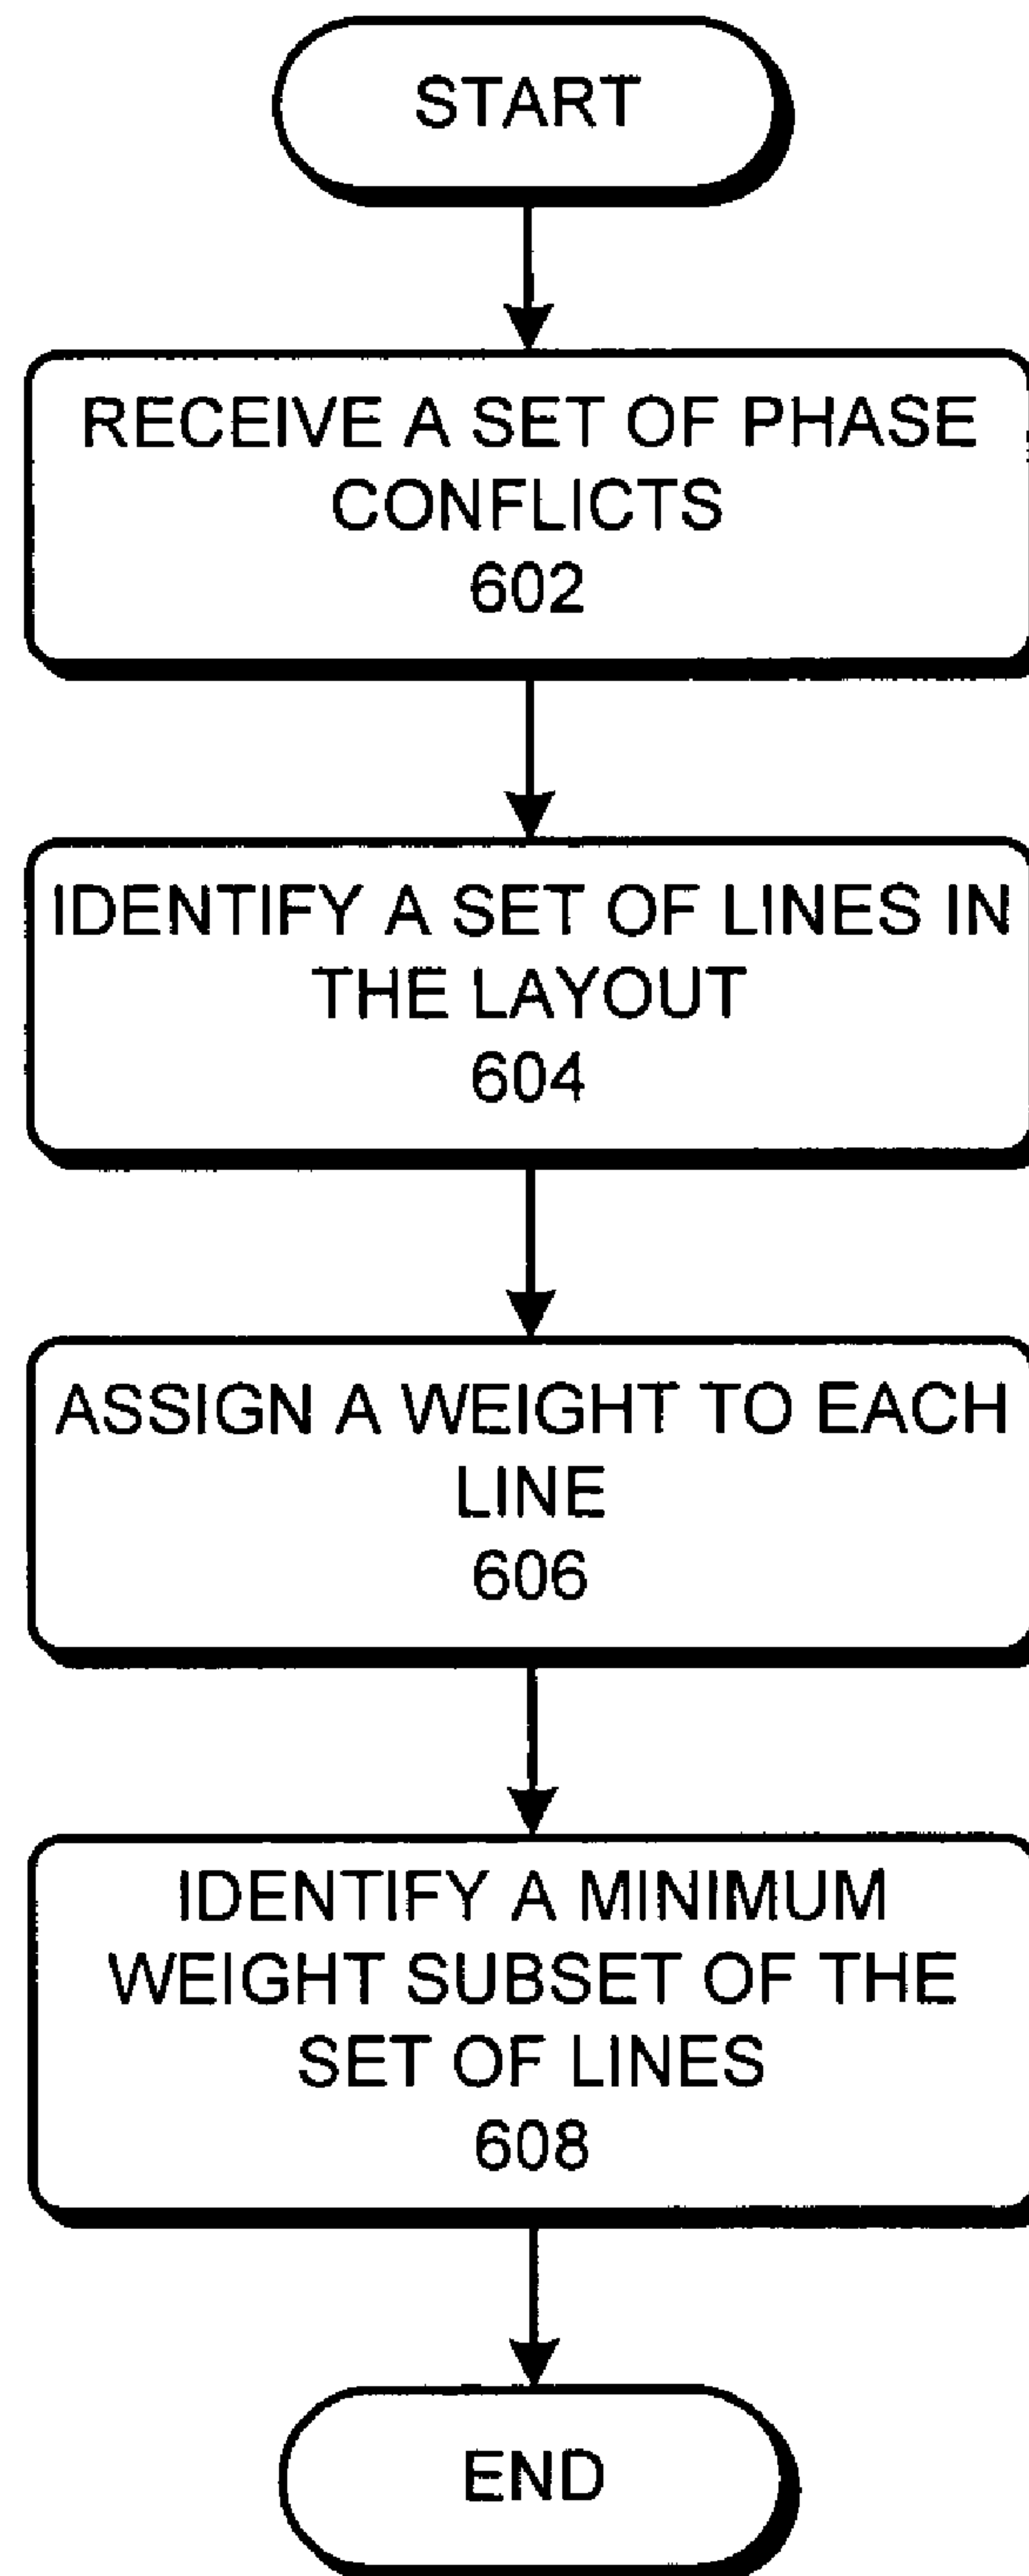 START
RECEIVE A SET OF PHASE
CONFLICTS
602
IDENTIFY A SET OF LINES IN
THE LAYOUT
604
ASSIGN A WEIGHT TO EACH
LINE
606
IDENTIFY A MINIMUM
WEIGHT SUBSET OF THE
SET OF LINES
608
END